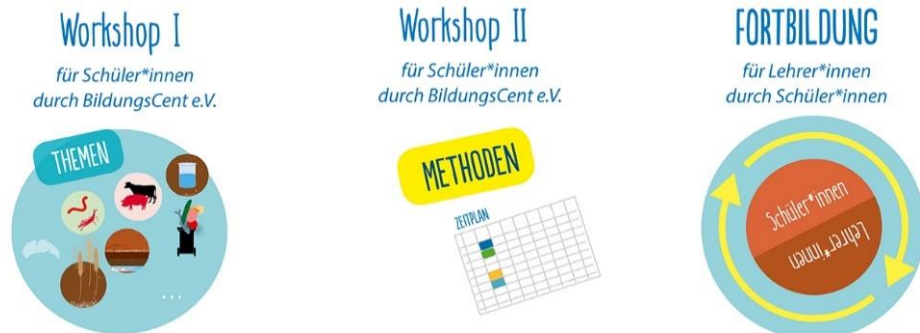 Workshop I
für Schüler*innen
durch BildungsCent e.V.
THEMEN
...
Workshop II
für Schüler*innen
durch BildungsCent e.V.
METHODEN
ZEITPLAN
FORTBILDUNG
für Lehrer*innen
durch Schüler*innen
Schüler*innen
Lehrer*innen